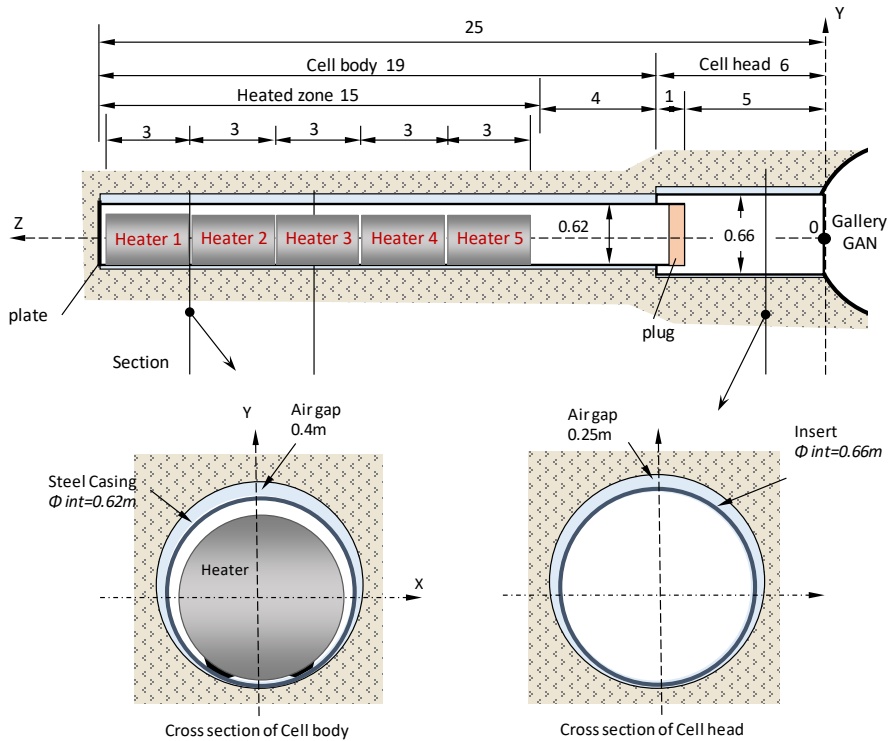 Y
25
Cell body 19
Cell head 6
Heated zone 15
4
1
5
3
3
3
3
3
Z
Heater 1
Heater 2
Heater 3
Heater 4
Heater 5
0.62
0.66
0
Gallery
GAN
plate
plug
Section
Y
Air gap
0.4m
Steel Casing
Φ int=0.62m
Heater
X
Cross section of Cell body
Air gap
0.25m
Insert
Φ int=0.66m
Cross section of Cell head